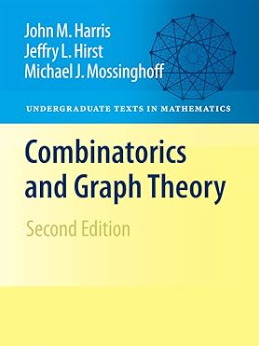 John M. Harris
Jeffry L. Hirst
Michael J. Mossinghoff
UNDERGRADUATE TEXTS IN MATHEMATICS
Combinatorics
and Graph Theory
Second Edition